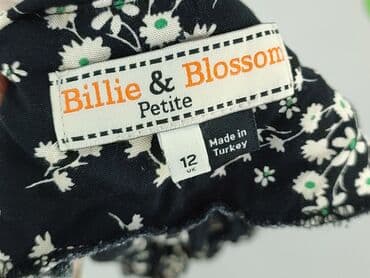 Billie & Blossom
Petite
12
UK
Made in
Turkey